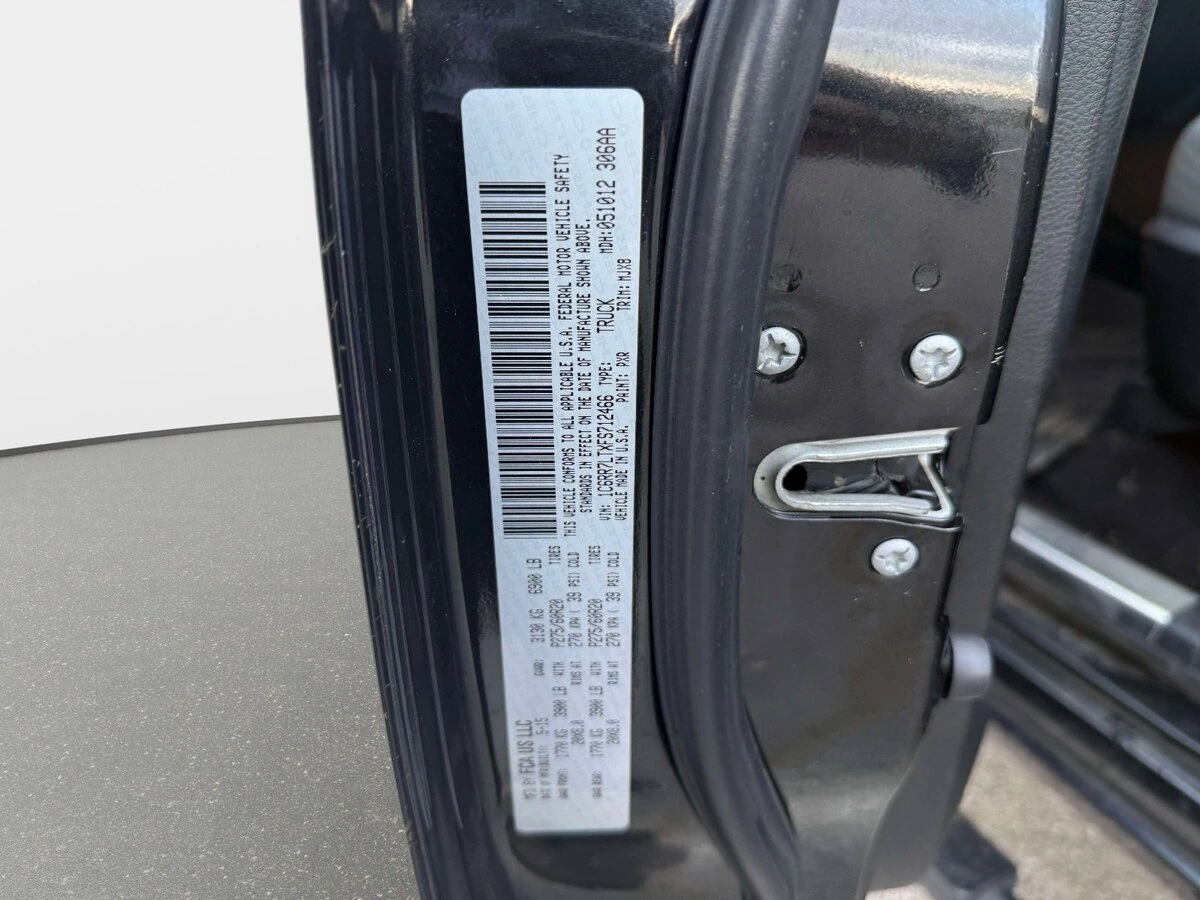 MFD BY FCA US LLC
DATE OF MFR(BUILT): 5-15 GVWR: 3130 KG 6900 LB
GAWR FRONT: 1770 KG 3900 LB WITH P275/60R20 TIRES
20X8.0 RIMS AT 270 KPA ( 39 PSI) COLD
GAWR REAR: 1770 KG 3900 LB WITH P275/60R20 TIRES
20X8.0 RIMS AT 270 KPA ( 39 PSI) COLD
THIS VEHICLE CONFORMS TO ALL APPLICABLE U.S.A. FEDERAL MOTOR VEHICLE SAFETY
STANDARDS IN EFFECT ON THE DATE OF MANUFACTURE SHOWN ABOVE.
VIN: 1C6RR7LTXFS712466 TYPE: TRUCK MDH:051012 306AA
VEHICLE MADE IN U.S.A. PAINT: PXR TRIM: MJX8